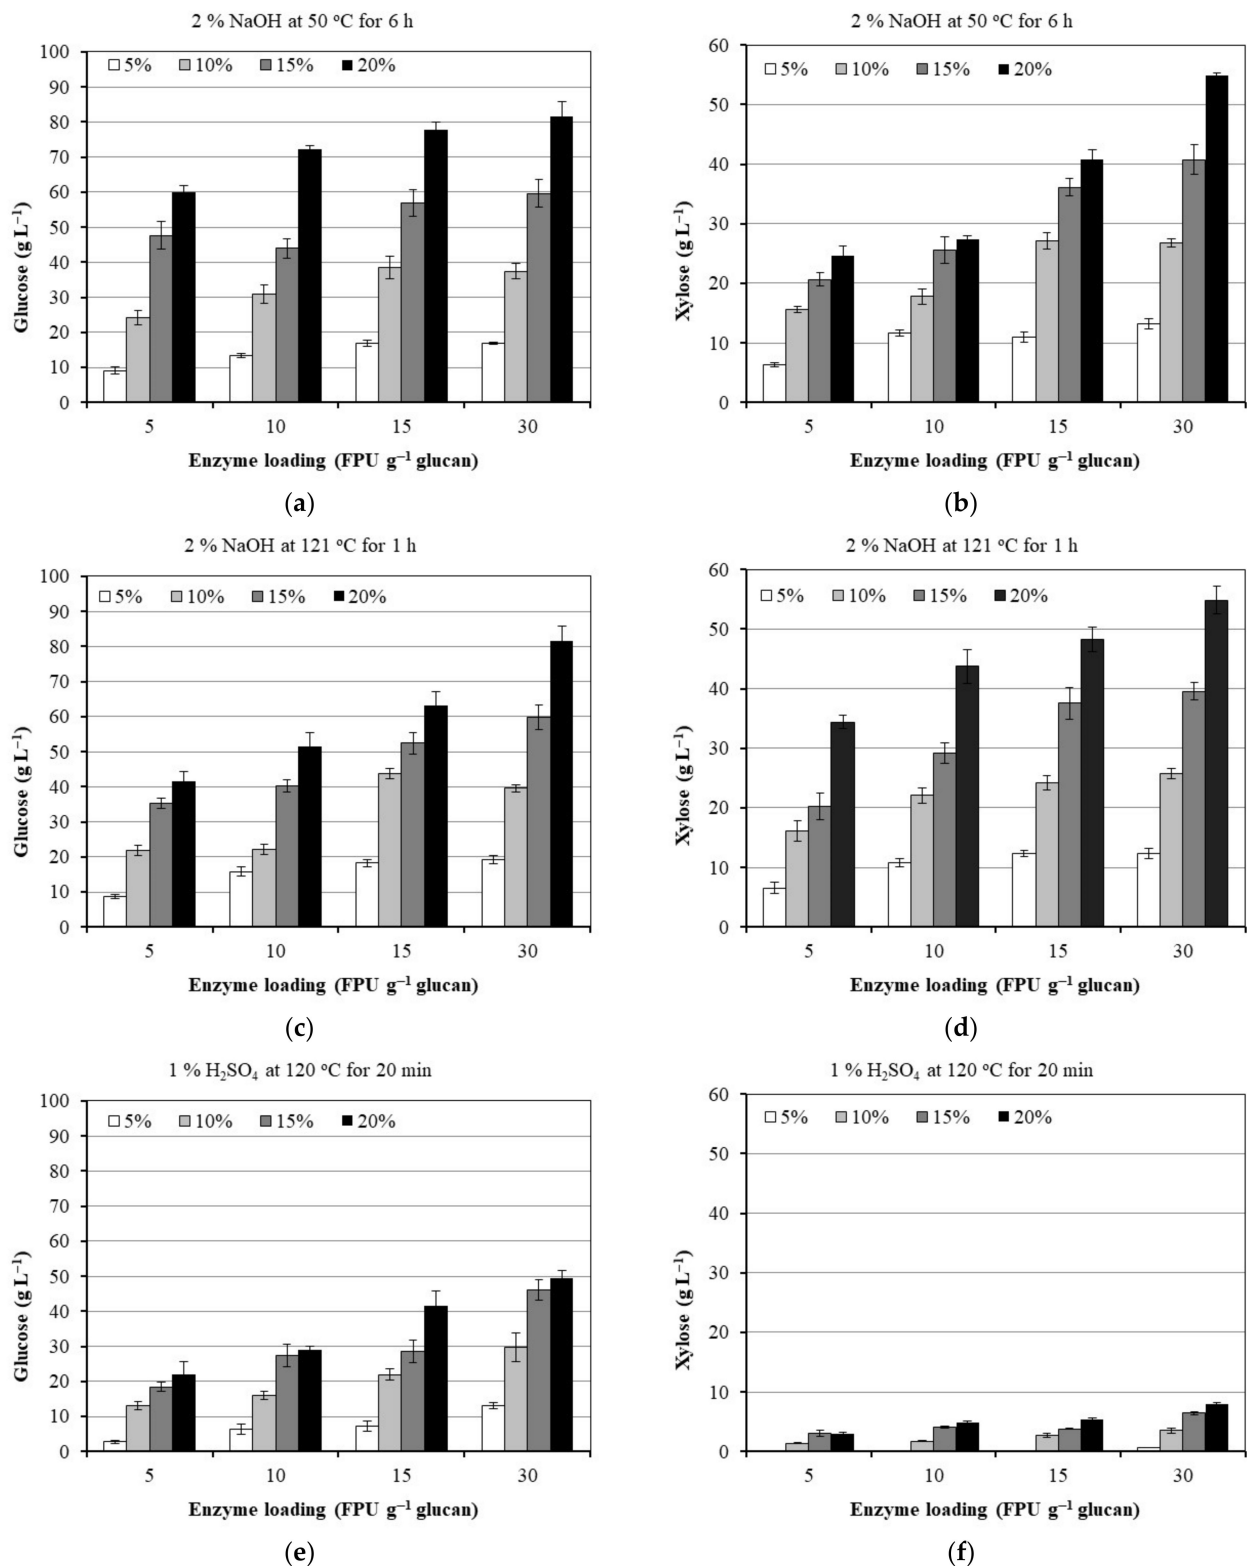 2 % NaOH at 50 °C for 6 h
100
90
80
70
60
50
40
30
20
10
0
5% 10% 15% 20%
Glucose (g L⁻¹)
5 10 15 30
Enzyme loading (FPU g⁻¹ glucan)
(a)
2 % NaOH at 50 °C for 6 h
60
50
40
30
20
10
0
5% 10% 15% 20%
Xylose (g L⁻¹)
5 10 15 30
Enzyme loading (FPU g⁻¹ glucan)
(b)
2 % NaOH at 121 °C for 1 h
100
90
80
70
60
50
40
30
20
10
0
5% 10% 15% 20%
Glucose (g L⁻¹)
5 10 15 30
Enzyme loading (FPU g⁻¹ glucan)
(c)
2 % NaOH at 121 °C for 1 h
60
50
40
30
20
10
0
5% 10% 15% 20%
Xylose (g L⁻¹)
5 10 15 30
Enzyme loading (FPU g⁻¹ glucan)
(d)
1 % H₂SO₄ at 120 °C for 20 min
100
90
80
70
60
50
40
30
20
10
0
5% 10% 15% 20%
Glucose (g L⁻¹)
5 10 15 30
Enzyme loading (FPU g⁻¹ glucan)
(e)
1 % H₂SO₄ at 120 °C for 20 min
60
50
40
30
20
10
0
5% 10% 15% 20%
Xylose (g L⁻¹)
5 10 15 30
Enzyme loading (FPU g⁻¹ glucan)
(f)